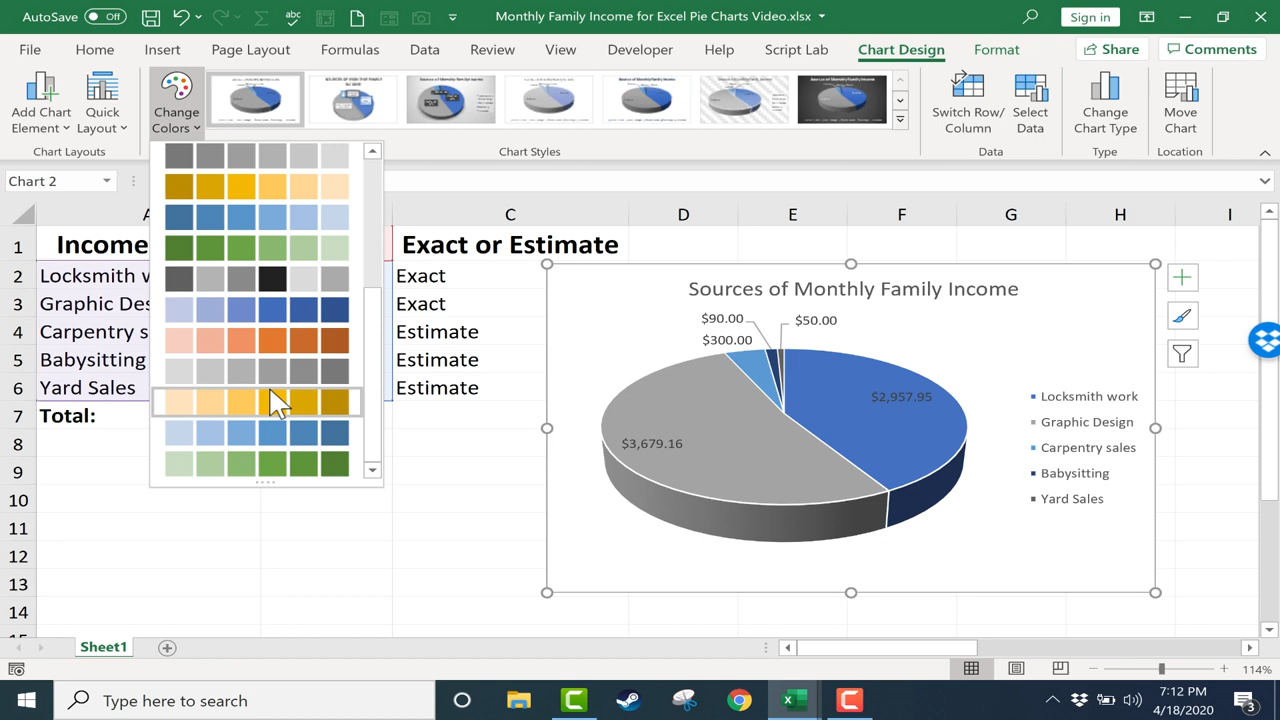 AutoSave Off
Monthly Family Income for Excel Pie Charts Video.xlsx
Sign in
File Home Insert Page Layout Formulas Data Review View Developer Help Script Lab Chart Design Format Share Comments
Add Chart Element
Quick Layout
Change Colors
Switch Row/ Column
Select Data
Change Chart Type
Move Chart
Chart Layouts
Chart Styles
Data
Type
Location
Chart 2
A C D E F G H I
1 Income Exact or Estimate
2 Locksmith w Exact
3 Graphic Des Exact
4 Carpentry s Estimate
5 Babysitting Estimate
6 Yard Sales Estimate
7 Total:
8
9
10
11
12
13
14
15
Sources of Monthly Family Income
$90.00
$50.00
$300.00
$2,957.95
$3,679.16
Locksmith work
Graphic Design
Carpentry sales
Babysitting
Yard Sales
Sheet1
114%
Type here to search
7:12 PM
4/18/2020
3